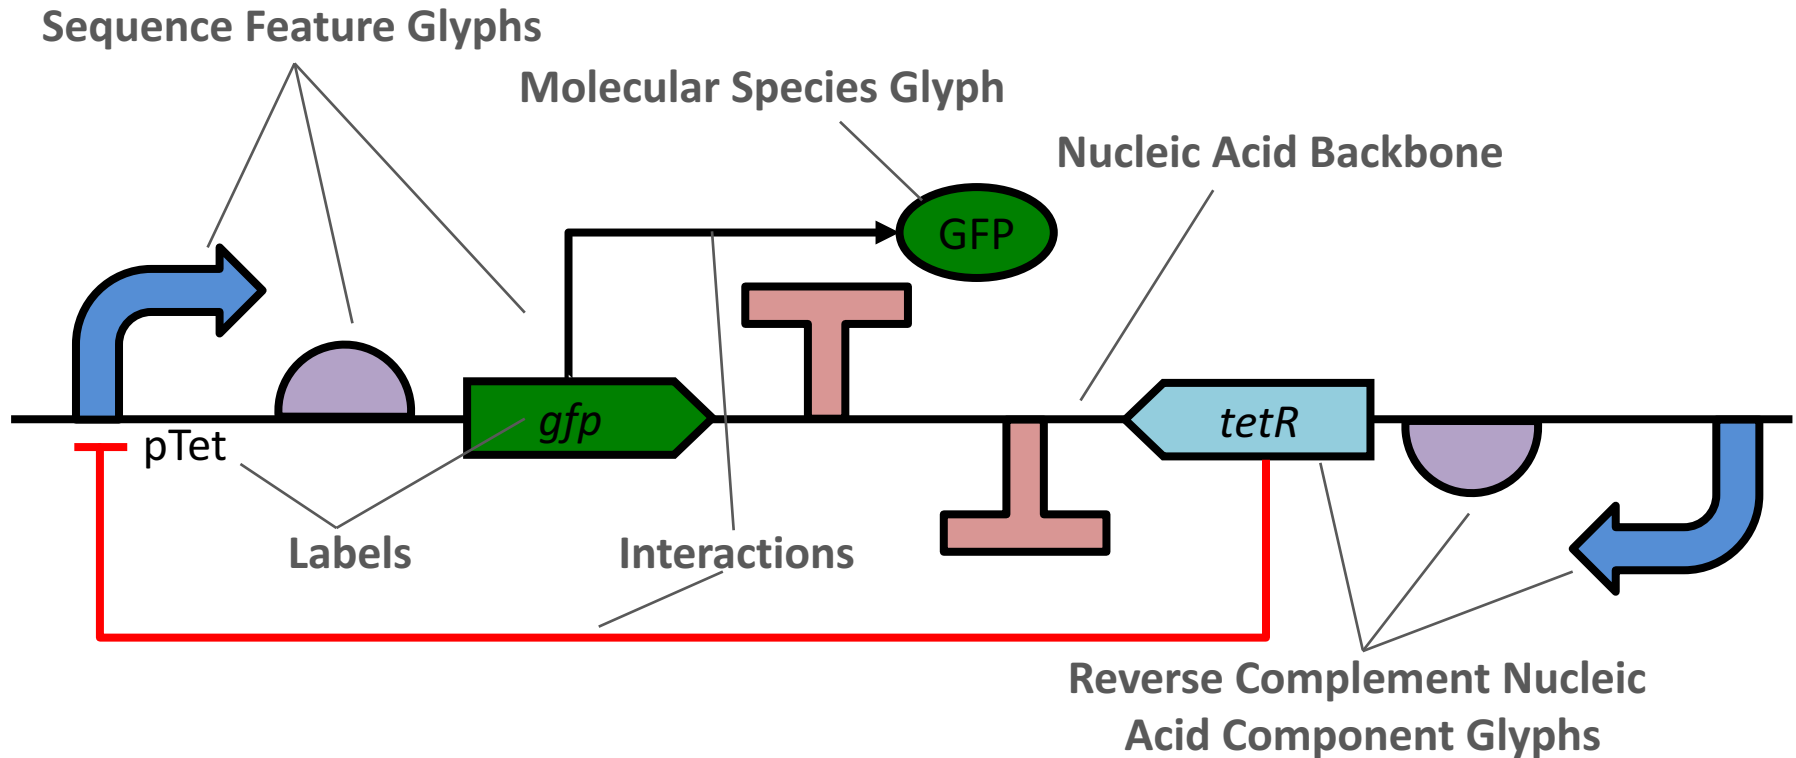 Sequence Feature Glyphs
Molecular Species Glyph
Nucleic Acid Backbone
GFP
gfp
tetR
pTet
Labels
Interactions
Reverse Complement Nucleic
Acid Component Glyphs